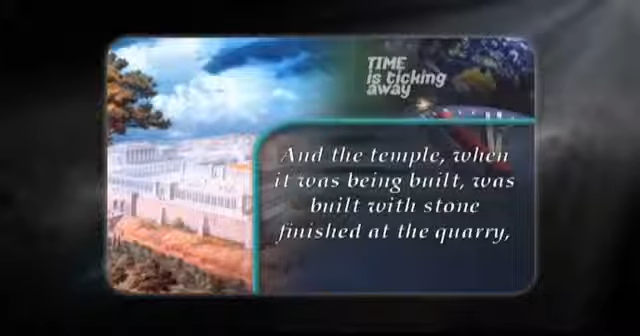 TIME
is ticking
away
And the temple, when
it was being built, was
built with stone
finished at the quarry,